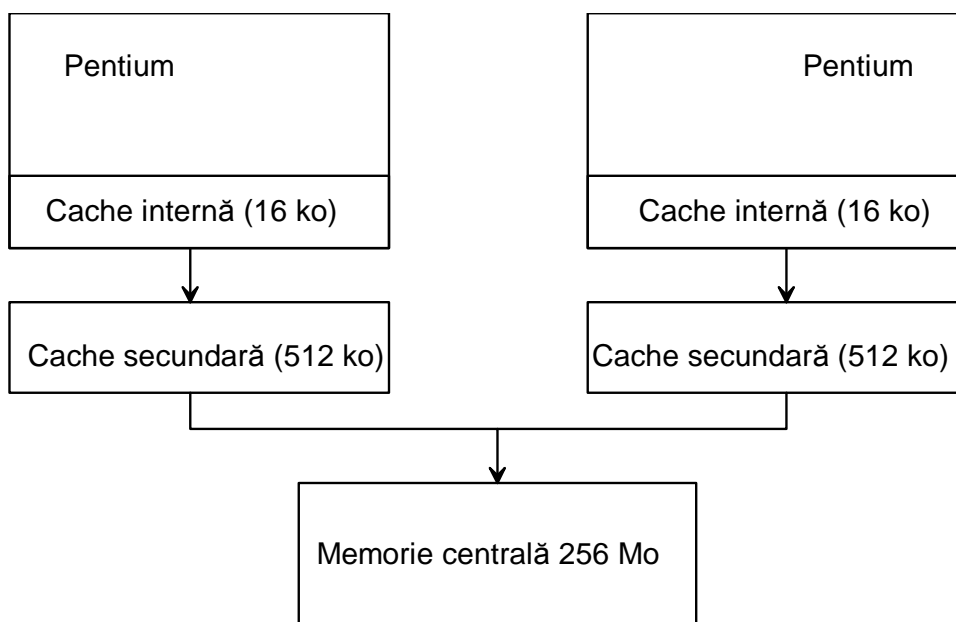 Pentium
Pentium
Cache internă (16 ko)
Cache internă (16 ko)
Cache secundară (512 ko)
Cache secundară (512 ko)
Memorie centrală 256 Mo